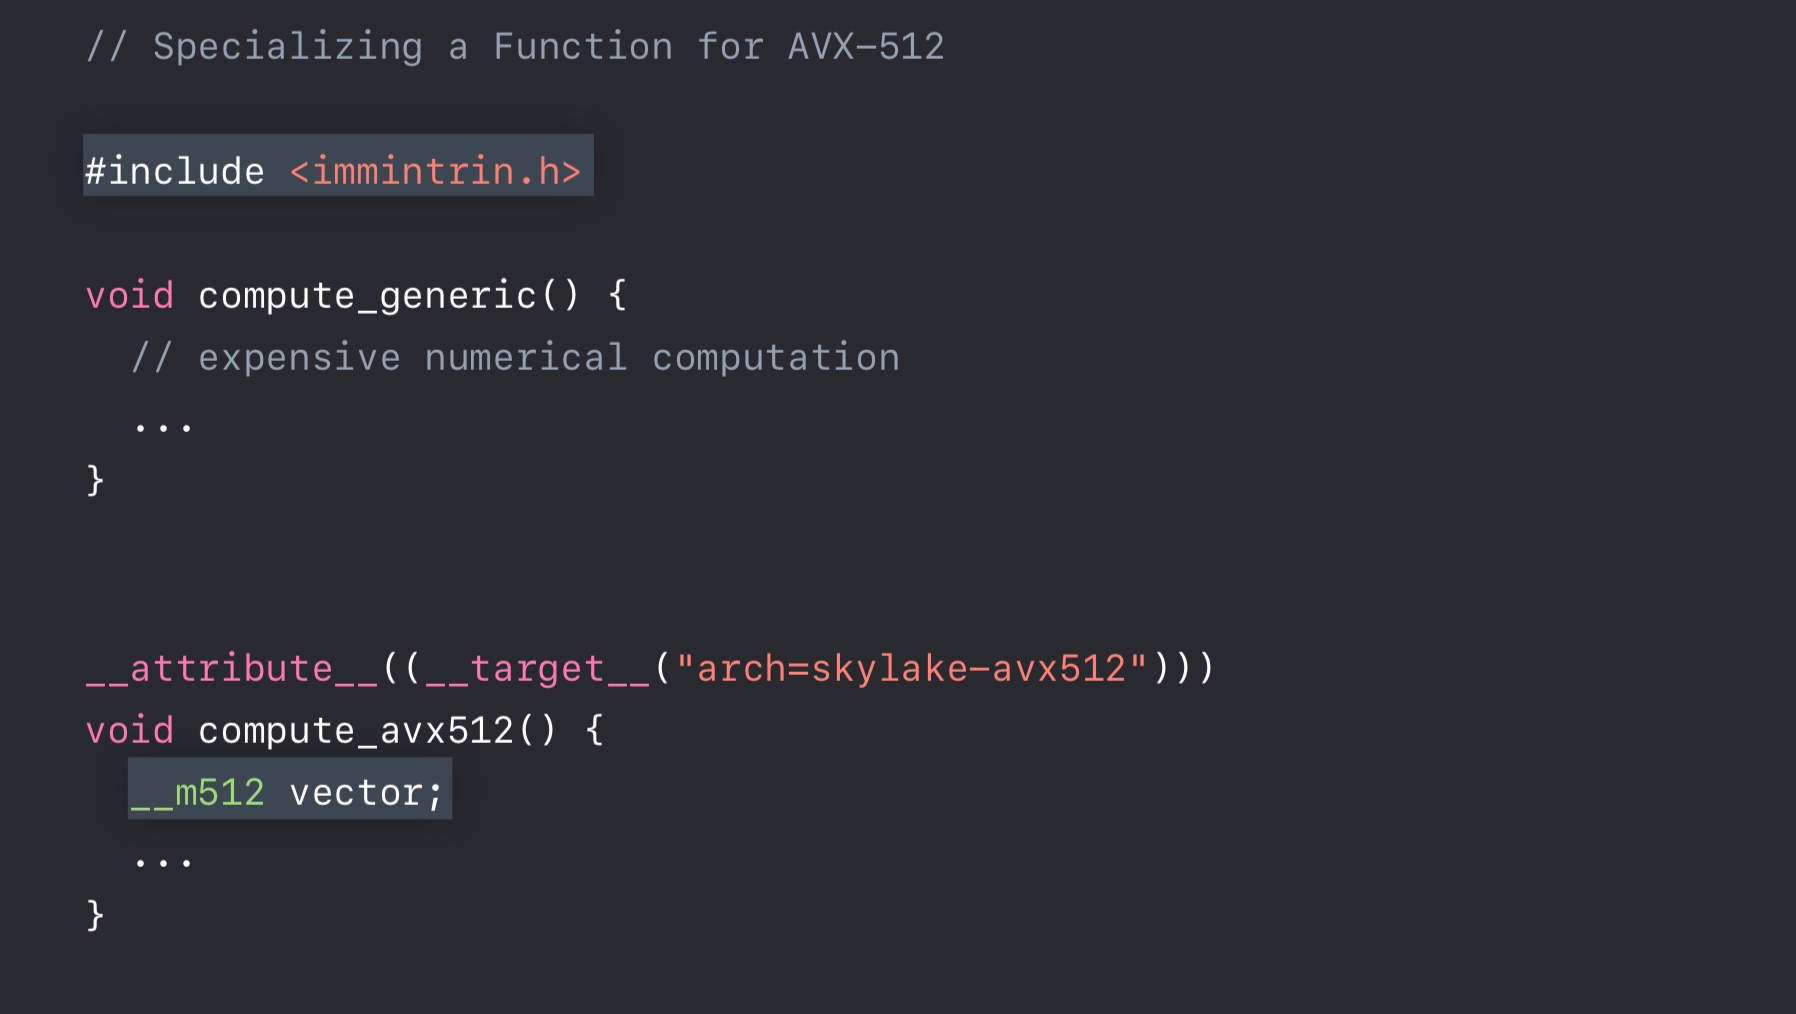 // Specializing a Function for AVX–512
#include <immintrin.h>
void compute_generic() {
// expensive numerical computation
...
}
__attribute__((__target__("arch=skylake–avx512")))
void compute_avx512() {
__m512 vector;
...
}